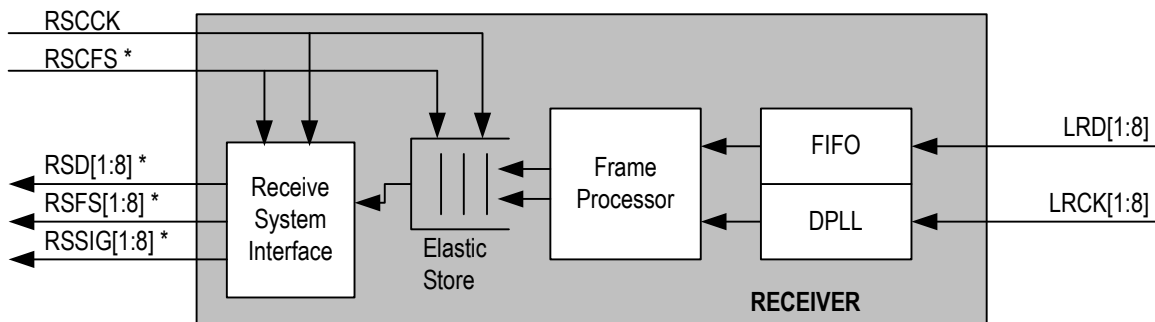 RSCCK
RSCFS *
RSD[1:8] *
RSFS[1:8] *
RSSIG[1:8] *
Receive
System
Interface
Elastic
Store
Frame
Processor
FIFO
DPLL
LRD[1:8]
LRCK[1:8]
RECEIVER